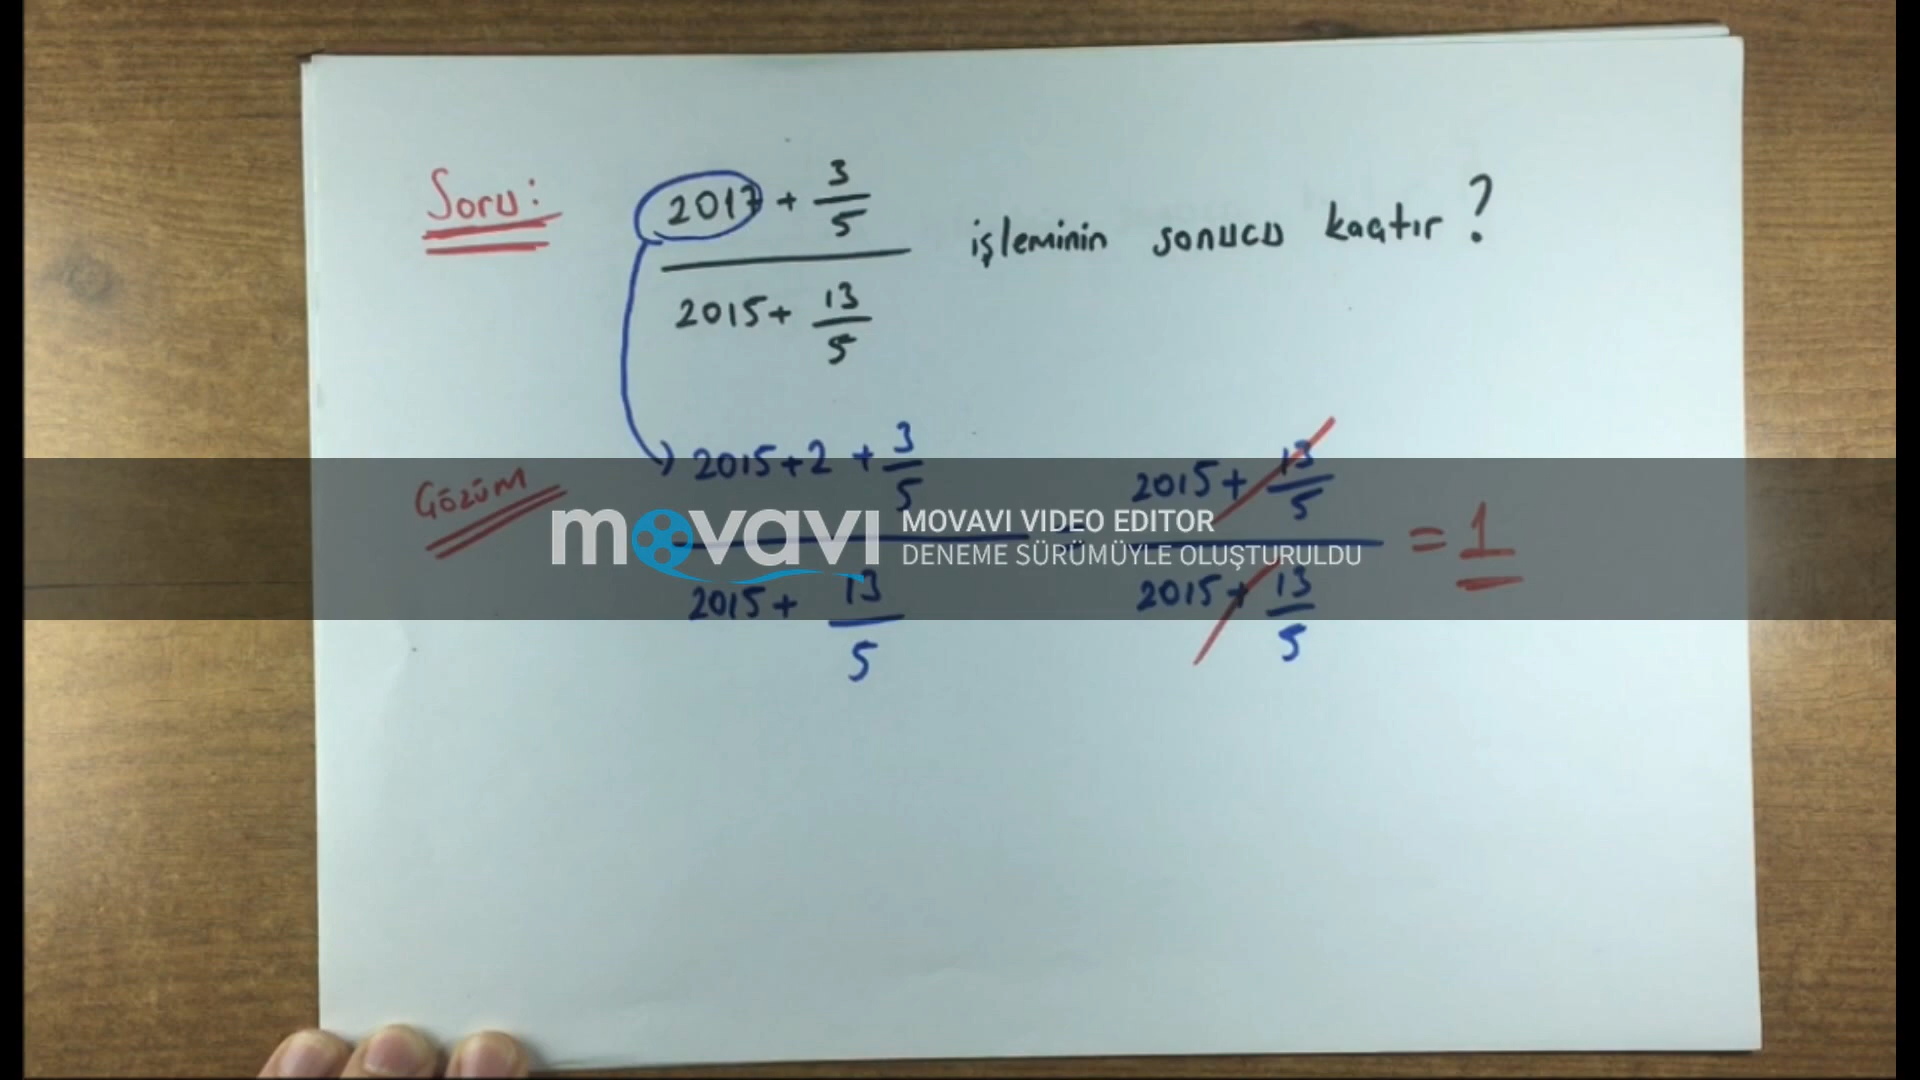 Soru:
2017 + 3/5
işleminin sonucu kaçtır ?
2015 + 13/5
Çözüm
2015+2 + 3/5 = 2015 + 13/5 = 1
2015 + 13/5 2015 + 13/5
movavi
MOVAVI VIDEO EDITOR
DENEME SÜRÜMÜYLE OLUŞTURULDU